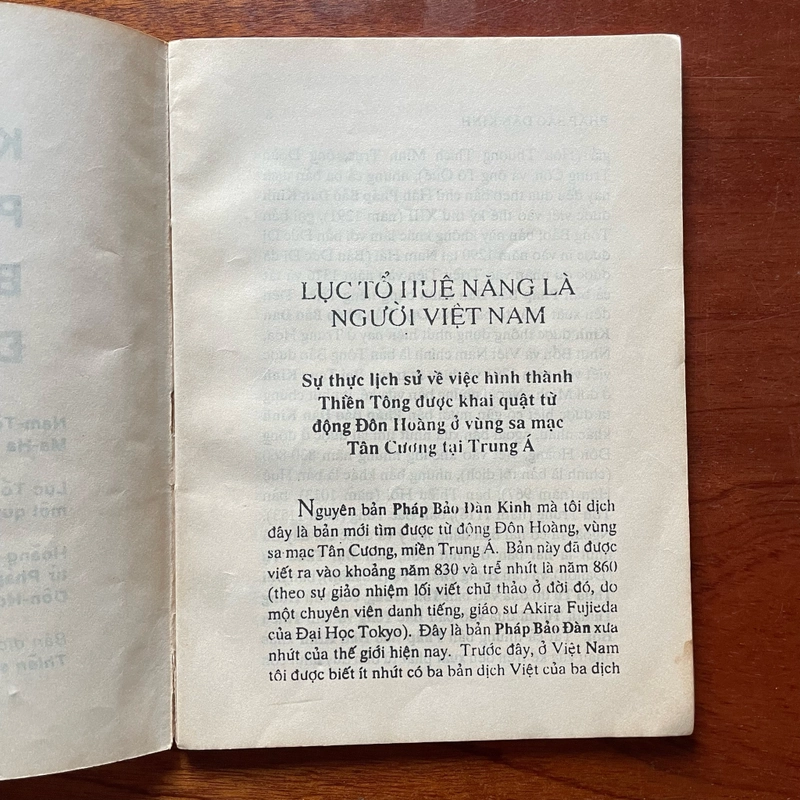 LỤC TỔ HUỆ NĂNG LÀ
NGƯỜI VIỆT NAM
Sự thực lịch sử về việc hình thành
Thiền Tông được khai quật từ
động Đôn Hoàng ở vùng sa mạc
Tân Cương tại Trung Á
Nguyên bản Pháp Bảo Đàn Kinh mà tôi dịch
đây là bản mới tìm được từ động Đôn Hoàng, vùng
sa mạc Tân Cương, miền Trung Á. Bản này đã được
viết ra vào khoảng năm 830 và trễ nhứt là năm 860
(theo sự giảo nhiệm lối viết chữ thảo ở đời đó, do
một chuyên viên danh tiếng, giáo sư Akira Fujieda
của Đại Học Tokyo). Đây là bản Pháp Bảo Đàn xưa
nhứt của thế giới hiện nay. Trước đây, ở Việt Nam
tôi được biết ít nhứt có ba bản dịch Việt của ba dịch